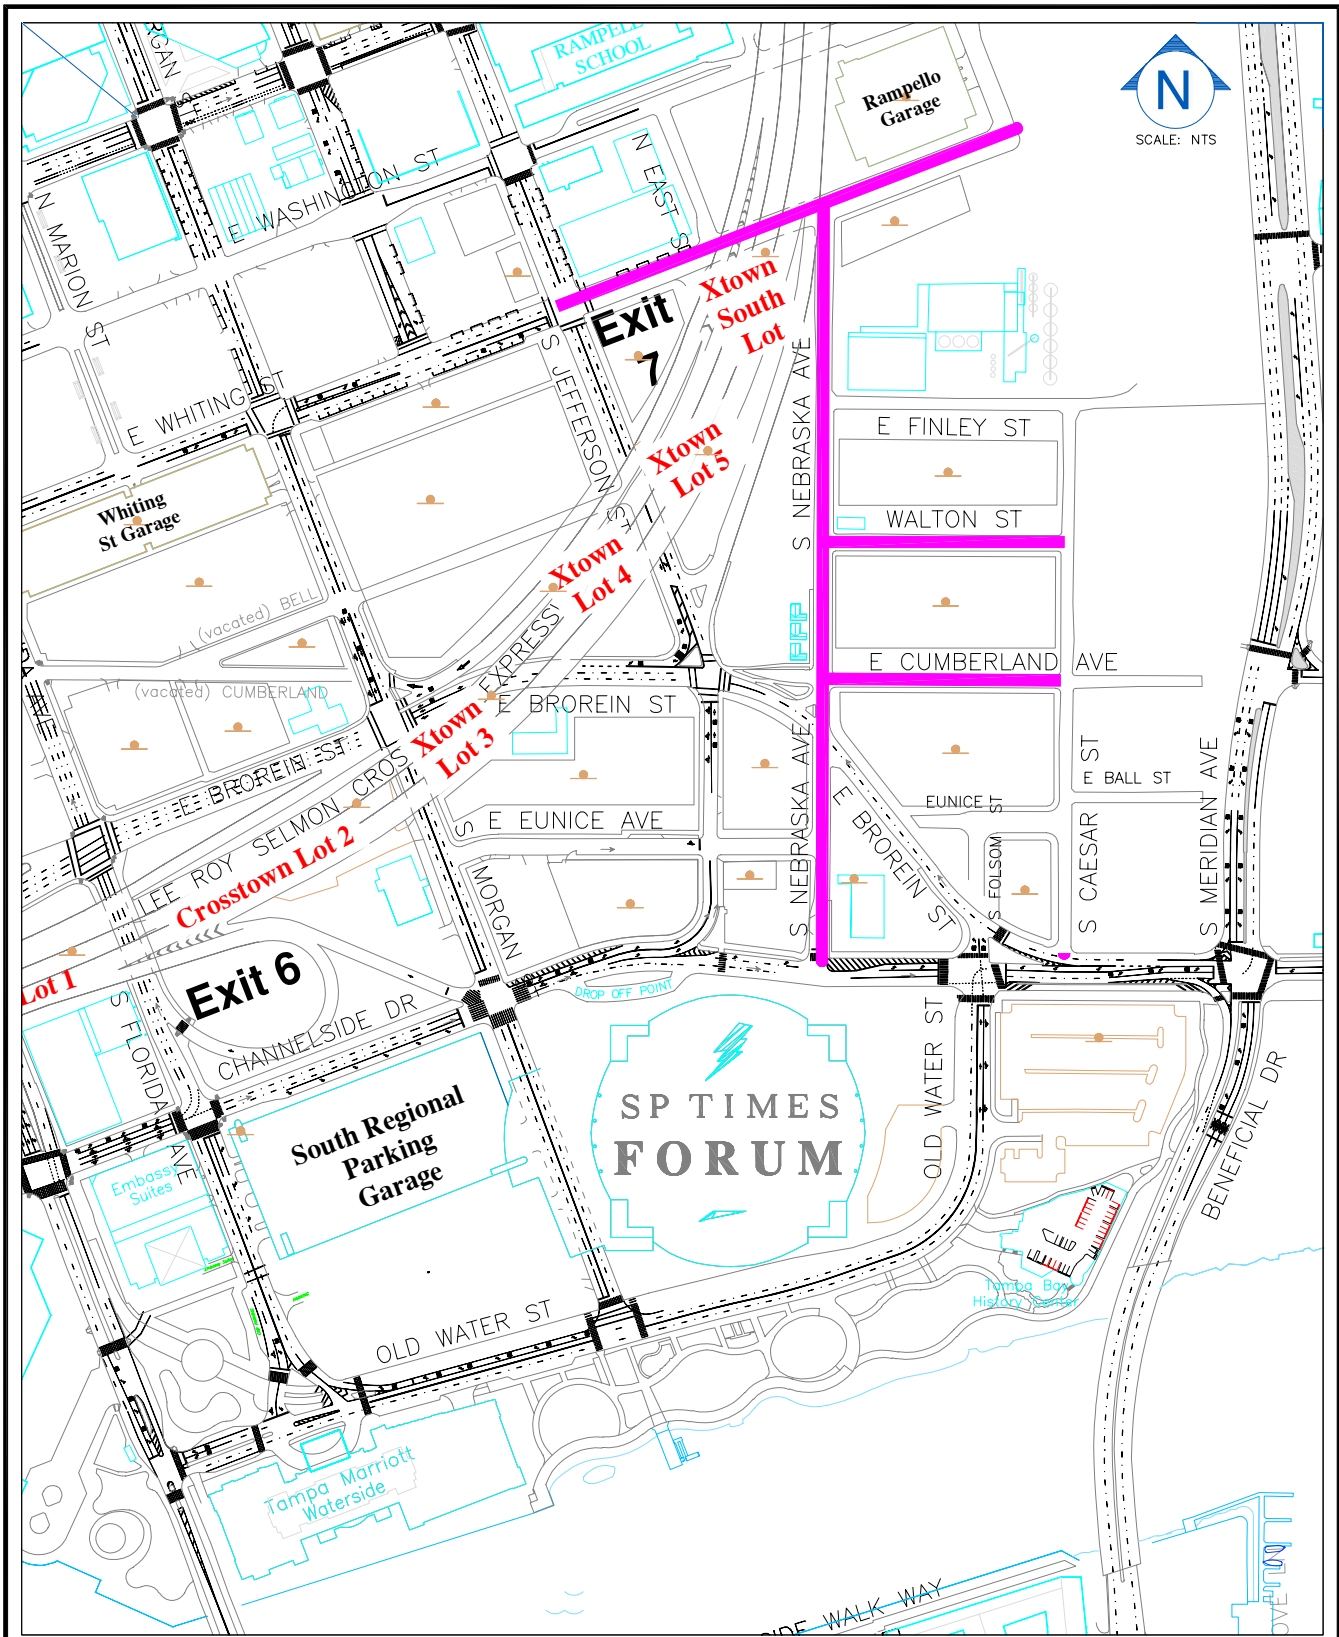 RAMPELL
SCHOOL
Rampello
Garage
N
SCALE: NTS
N EAST ST
E WASHINGTON ST
N MARION ST
Xtown
South
Lot
Exit
7
S JEFFERSON ST
S NEBRASKA AVE
E WHITING ST
E FINLEY ST
Xtown
Lot 5
Whiting
St Garage
WALTON ST
Xtown
Lot 4
(vacated) BELL
E CUMBERLAND AVE
(vacated) CUMBERLAND
E BROREIN ST
Xtown
Lot 3
E BROREIN ST
LEE ROY SELMON CROS
EXPRESS
S NEBRASKA AVE
E BALL ST
EUNICE ST
S CAESAR ST
S MERIDIAN AVE
E EUNICE AVE
E BROREIN ST
S FOLSOM ST
Crosstown Lot 2
S MORGAN
Lot 1
Exit 6
DROP OFF POINT
S FLORIDA AVE
CHANNELSIDE DR
SP TIMES
FORUM
OLD WATER ST
BENEFICIAL DR
South Regional
Parking
Garage
Embassy
Suites
Tampa Bay
History Center
OLD WATER ST
Tampa Marriott
Waterside
WALK WAY